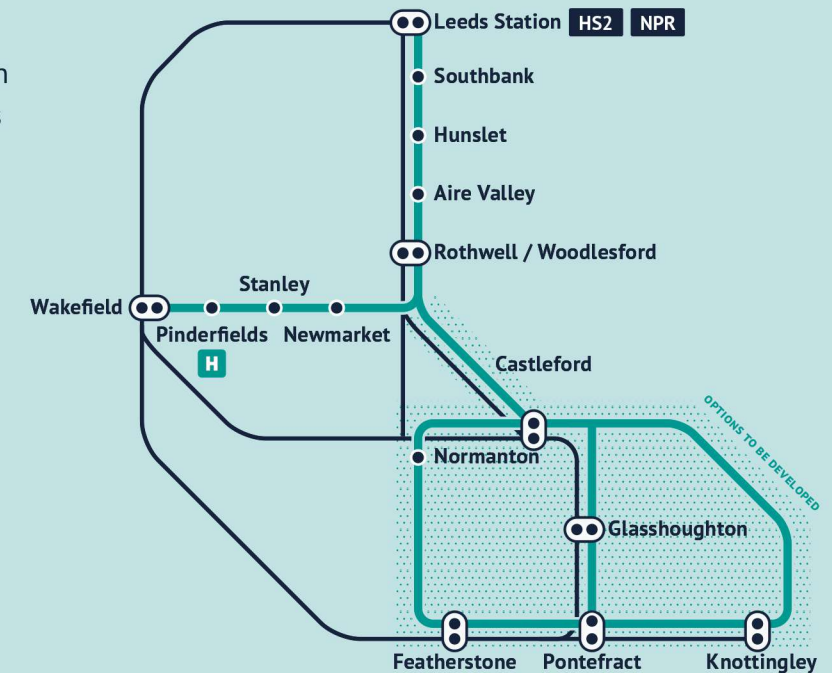 Leeds Station HS2 NPR
Southbank
Hunslet
Aire Valley
Rothwell / Woodlesford
Stanley
Wakefield
Pinderfields Newmarket
H
Castleford
OPTIONS TO BE DEVELOPED
Normanton
Glasshoughton
Featherstone Pontefract Knottingley